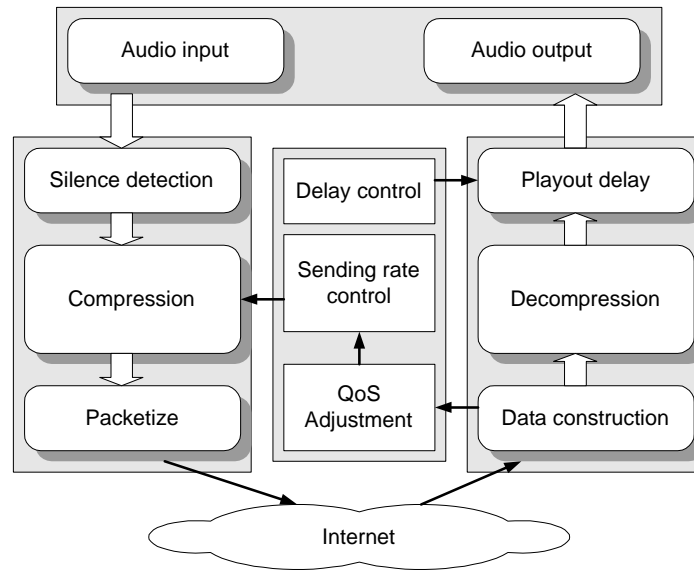 Audio input
Audio output
Silence detection
Delay control
Playout delay
Compression
Sending rate
control
Decompression
Packetize
QoS
Adjustment
Data construction
Internet